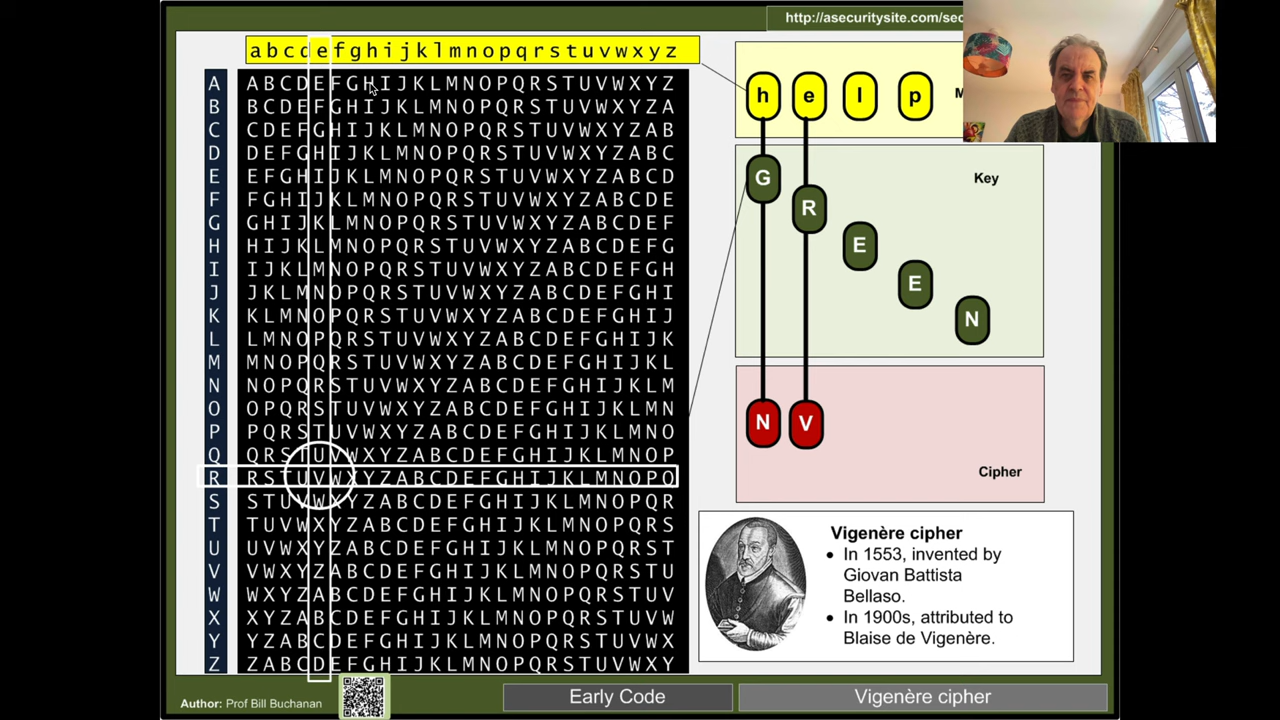 http://asecuritysite.com/sec
abcdefghijklmnopqrstuvwxyz
A ABCDEFGHIJKLMNOPQRSTUVWXYZ
B BCDEFGHIJKLMNOPQRSTUVWXYZA
C CDEFGHIJKLMNOPQRSTUVWXYZAB
D DEFGHIJKLMNOPQRSTUVWXYZABC
E EFGHIJKLMNOPQRSTUVWXYZABCD
F FGHIJKLMNOPQRSTUVWXYZABCDE
G GHIJKLMNOPQRSTUVWXYZABCDEF
H HIJKLMNOPQRSTUVWXYZABCDEFG
I IJKLMNOPQRSTUVWXYZABCDEFGH
J JKLMNOPQRSTUVWXYZABCDEFGHI
K KLMNOPQRSTUVWXYZABCDEFGHIJ
L LMNOPQRSTUVWXYZABCDEFGHIJK
M MNOPQRSTUVWXYZABCDEFGHIJKL
N NOPQRSTUVWXYZABCDEFGHIJKLM
O OPQRSTUVWXYZABCDEFGHIJKLMN
P PQRSTUVWXYZABCDEFGHIJKLMNO
Q QRSTUVWXYZABCDEFGHIJKLMNOP
R RSTUVWXYZABCDEFGHIJKLMNOPQ
S STUVWXYZABCDEFGHIJKLMNOPQR
T TUVWXYZABCDEFGHIJKLMNOPQRS
U UVWXYZABCDEFGHIJKLMNOPQRST
V VWXYZABCDEFGHIJKLMNOPQRSTU
W WXYZABCDEFGHIJKLMNOPQRSTUV
X XYZABCDEFGHIJKLMNOPQRSTUVW
Y YZABCDEFGHIJKLMNOPQRSTUVWX
Z ZABCDEFGHIJKLMNOPQRSTUVWXY
h e l p M
Key
G
R
E
E
N
N V
Cipher
Vigenère cipher
• In 1553, invented by
Giovan Battista
Bellaso.
• In 1900s, attributed to
Blaise de Vigenère.
Author: Prof Bill Buchanan
Early Code
Vigenère cipher